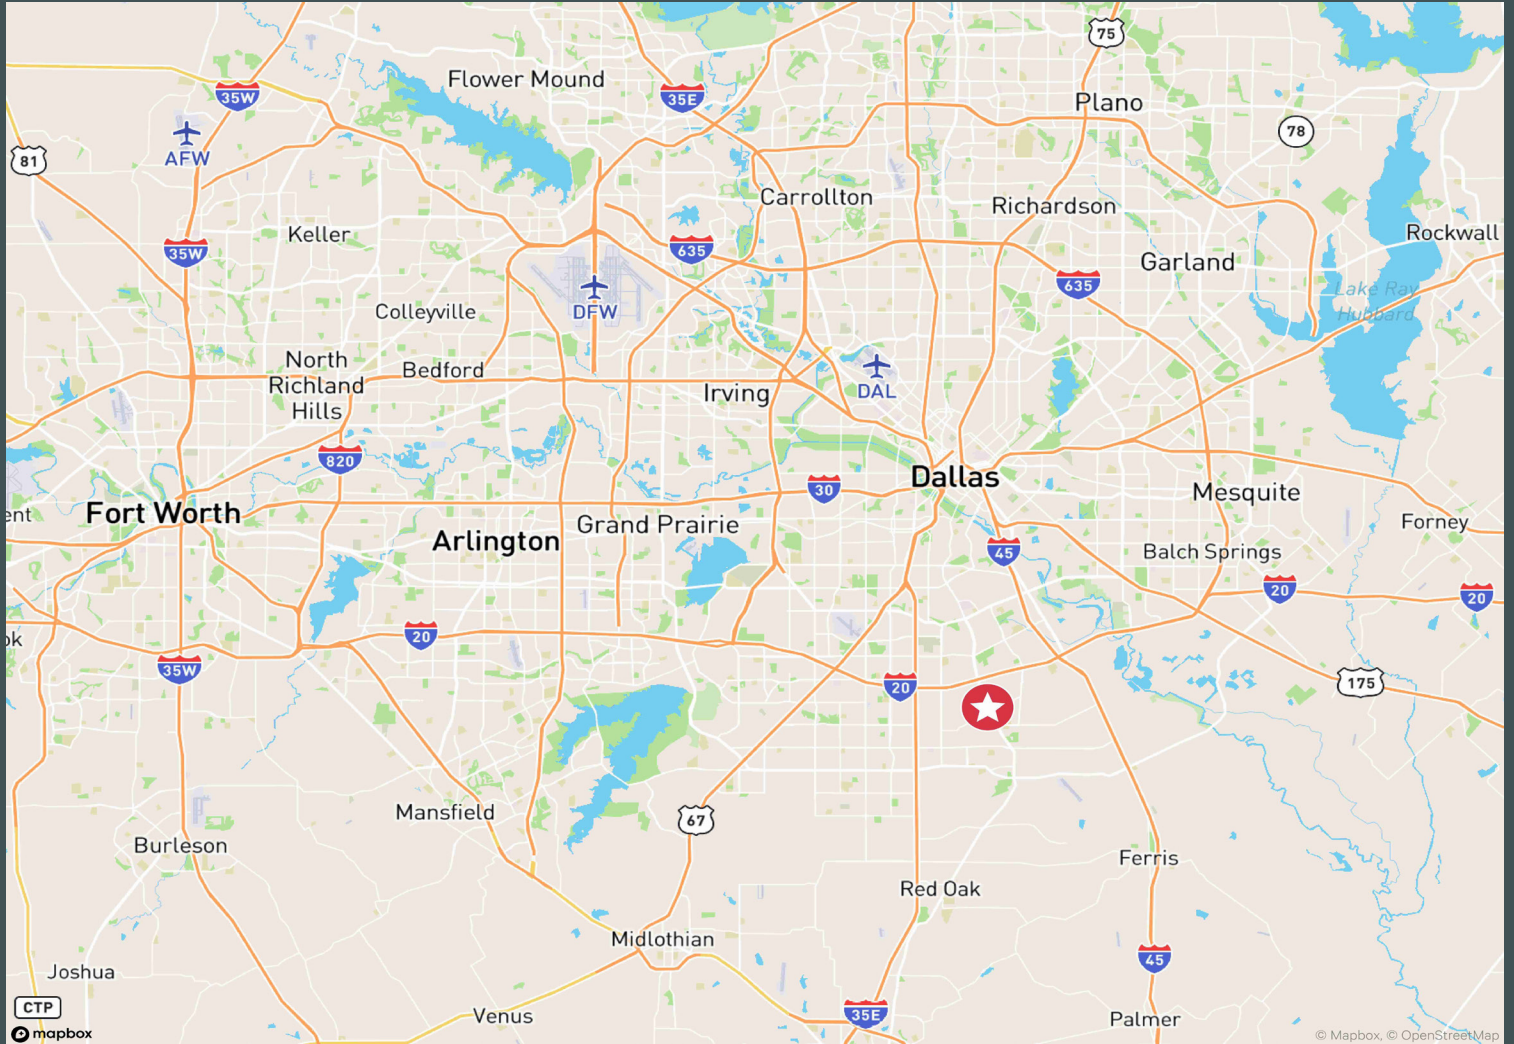 75
Flower Mound
35W
35E
Plano
78
AFW
81
Carrollton
Richardson
Keller
35W
635
Rockwall
Garland
635
Lake Ray
Hubbard
DFW
Colleyville
North
Richland
Hills
Bedford
Irving
DAL
820
Dallas
30
Mesquite
Fort Worth
ent
Grand Prairie
Forney
Arlington
45
Balch Springs
20
20
20
ok
35W
20
175
Mansfield
67
Burleson
Ferris
Red Oak
Midlothian
45
Joshua
CTP
Venus
35E
Palmer
mapbox
© Mapbox, © OpenStreetMap